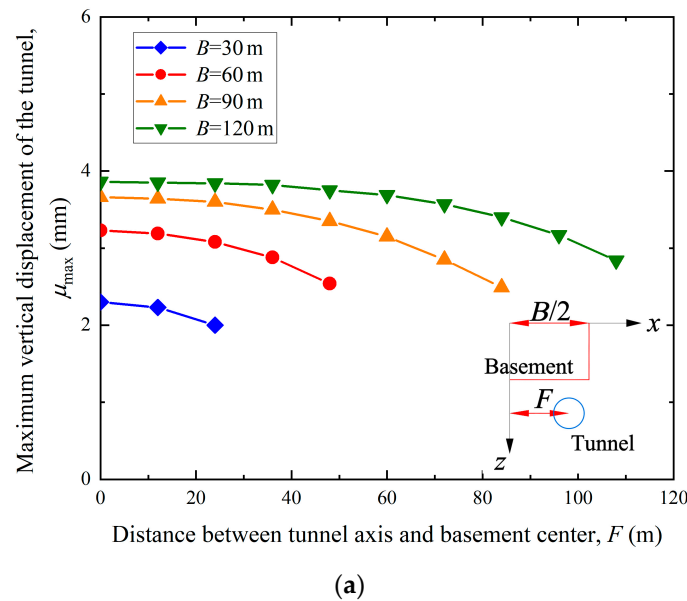 Maximum vertical displacement of the tunnel,
μmax (mm)
6
4
2
0
B=30 m
B=60 m
B=90 m
B=120 m
B/2
x
Basement
F
Tunnel
z
0 20 40 60 80 100 120
Distance between tunnel axis and basement center, F (m)
(a)